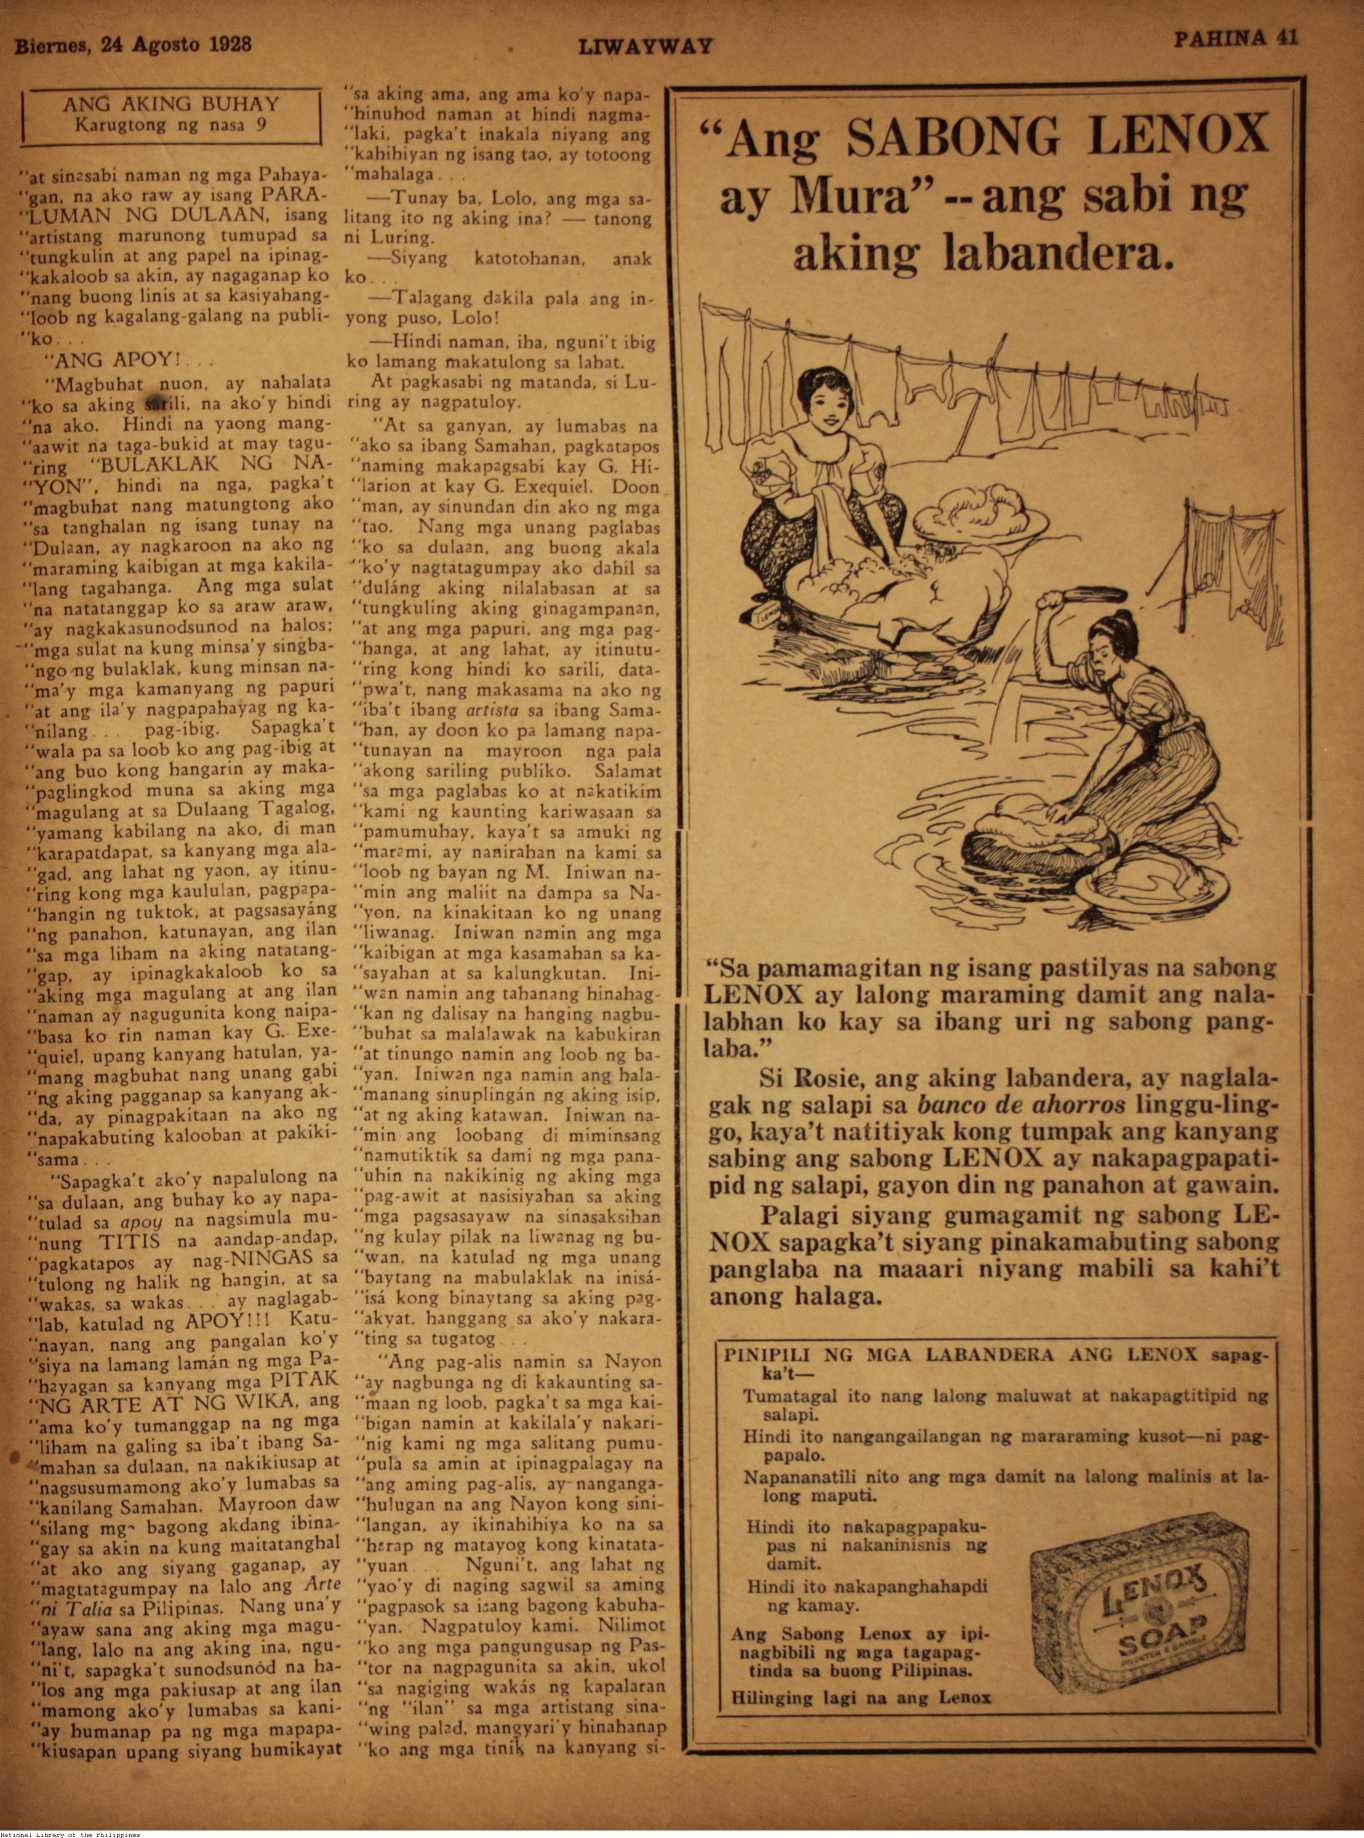 Biernes, 24 Agosto 1928
LIWAYWAY
PAHINA 41
ANG AKING BUHAY
Karugtong ng nasa 9
"at sinasabi naman ng mga Pahaya-
"gan, na ako raw ay isang PARA-
"LUMAN NG DULAAN, isang
"artistang marunong tumupad sa
"tungkulin at ang papel na ipinag-
"kakaloob sa akin, ay nagaganap ko
"nang buong linis at sa kasiyahang-
"loob ng kagalang-galang na publi-
"ko . . .
"ANG APOY! . . .
"Magbuhat nuon, ay nahalata
"ko sa aking sarili, na ako'y hindi
"na ako. Hindi na yaong mang-
"aawit na taga-bukid at may tagu-
"ring "BULAKLAK NG NA-
"YON", hindi na nga, pagka't
"magbuhat nang matungtong ako
"sa tanghalan ng isang tunay na
"Dulaan, ay nagkaroon na ako ng
"maraming kaibigan at mga kakila-
"lang tagahanga. Ang mga sulat
"na natatanggap ko sa araw araw,
"ay nagkakasunodsunod na halos;
"mga sulat na kung minsa'y singba-
"ngo ng bulaklak, kung minsan na-
"ma'y mga kamanyang ng papuri
"at ang ila'y nagpapahayag ng ka-
"nilang . . . pag-ibig. Sapagka't
"wala pa sa loob ko ang pag-ibig at
"ang buo kong hangarin ay maka-
"paglingkod muna sa aking mga
"magulang at sa Dulaang Tagalog,
"yamang kabilang na ako, di man
"karapatdapat, sa kanyang mga ala-
"gad, ang lahat ng yaon, ay itinu-
"ring kong mga kaululan, pagpapa-
"hangin ng tuktok, at pagsasayáng
"ng panahon, katunayan, ang ilan
"sa mga liham na aking natatang-
"gap, ay ipinagkakaloob ko sa
"aking mga magulang at ang ilan
"naman ay nagugunita kong naipa-
"basa ko rin naman kay G. Exe-
"quiel, upang kanyang hatulan, ya-
"mang magbuhat nang unang gabi
"ng aking pagganap sa kanyang ak-
"da, ay pinagpakitaan na ako ng
"napakabuting kalooban at pakiki-
"sama . . .
"Sapagka't ako'y napalulong na
"sa dulaan, ang buhay ko ay napa-
"tulad sa apoy na nagsimula mu-
"nung TITIS na aandap-andap,
"pagkatapos ay nag-NINGAS sa
"tulong ng halik ng hangin, at sa
"wakas, sa wakas . . . ay naglagab-
"lab, katulad ng APOY!!! Katu-
"nayan, nang ang pangalan ko'y
"siya na lamang lamán ng mga Pa-
"hayagan sa kanyang mga PITAK
"NG ARTE AT NG WIKA, ang
"ama ko'y tumanggap na ng mga
"liham na galing sa iba't ibang Sa-
"mahan sa dulaan, na nakikiusap at
"nagsusumamong ako'y lumabas sa
"kanilang Samahan. Mayroon daw
"silang mga bagong akdang ibina-
"gay sa akin na kung maitatanghal
"at ako ang siyang gaganap, ay
"magtatagumpay na lalo ang Arte
"ni Talia sa Pilipinas. Nang una'y
"ayaw sana ang aking mga magu-
"lang, lalo na ang aking ina, ngu-
"ni't, sapagka't sunodsunód na ha-
"los ang mga pakiusap at ang ilan
"mamong ako'y lumabas sa kani-
"ay humanap pa ng mga mapapa-
"kiusapan upang siyang humikayat
"sa aking ama, ang ama ko'y napa-
"hinuhod naman at hindi nagma-
"laki, pagka't inakala niyang ang
"kahihiyan ng isang tao, ay totoong
"mahalaga . . .
—Tunay ba, Lolo, ang mga sa-
litang ito ng aking ina? — tanong
ni Luring.
—Siyang katotohanan, anak
ko . . .
—Talagang dakila pala ang in-
yong puso, Lolo!
—Hindi naman, iha, nguni't ibig
ko lamang makatulong sa lahat.
At pagkasabi ng matanda, si Lu-
ring ay nagpatuloy.
"At sa ganyan, ay lumabas na
"ako sa ibang Samahan, pagkatapos
"naming makapagsabi kay G. Hi-
"larion at kay G. Exequiel. Doon
"man, ay sinundan din ako ng mga
"tao. Nang mga unang paglabas
"ko sa dulaan, ang buong akala
"ko'y nagtatagumpay ako dahil sa
"duláng aking nilalabasan at sa
"tungkuling aking ginagampanan,
"at ang mga papuri, ang mga pag-
"hanga, at ang lahat, ay itinutu-
"ring kong hindi ko sarili, data-
"pwa't, nang makasama na ako ng
"iba't ibang artista sa ibang Sama-
"han, ay doon ko pa lamang napa-
"tunayan na mayroon nga pala
"akong sariling publiko. Salamat
"sa mga paglabas ko at nakatikim
"kami ng kaunting kariwasaan sa
"pamumuhay, kaya't sa amuki ng
"marami, ay nanirahan na kami sa
"loob ng bayan ng M. Iniwan na-
"min ang maliit na dampa sa Na-
"yon, na kinakitaan ko ng unang
"liwanag. Iniwan namin ang mga
"kaibigan at mga kasamahan sa ka-
"sayahan at sa kalungkutan. Ini-
"wan namin ang tahanang hinahag-
"kan ng dalisay na hanging nagbu-
"buhat sa malalawak na kabukiran
"at tinungo namin ang loob ng ba-
"yan. Iniwan nga namin ang hala-
"manang sinuplingán ng aking isip,
"at ng aking katawan. Iniwan na-
"min ang loobang di miminsang
"namutiktik sa dami ng mga pana-
"uhin na nakikinig ng aking mga
"pag-awit at nasisiyahan sa aking
"mga pagsasayaw na sinasaksihan
"ng kulay pilak na liwanag ng bu-
"wan, na katulad ng mga unang
"baytang na mabulaklak na inisá-
"isá kong binaytang sa aking pag-
"akyat, hanggang sa ako'y nakara-
"ting sa tugatog . . .
"Ang pag-alis namin sa Nayon
"ay nagbunga ng di kakaunting sa-
"maan ng loob, pagka't sa mga kai-
"bigan namin at kakilala'y nakari-
"nig kami ng mga salitang pumu-
"pula sa amin at ipinagpalagay na
"ang aming pag-alis, ay nanganga-
"hulugan na ang Nayon kong sini-
"langan, ay ikinahihiya ko na sa
"harap ng matayog kong kinatata-
"yuan . . . Nguni't, ang lahat ng
"yao'y di naging sagwil sa aming
"pagpasok sa isang bagong kabuha-
"yan. Nagpatuloy kami. Nilimot
"ko ang mga pangungusap ng Pas-
"tor na nagpagunita sa akin, ukol
"sa nagiging wakás ng kapalaran
"ng "ilan" sa mga artistang sina-
"wing palad, mangyari'y hinahanap
"ko ang mga tinik na kanyang si-
"Ang SABONG LENOX
ay Mura" -- ang sabi ng
aking labandera.
"Sa pamamagitan ng isang pastilyas na sabong
LENOX ay lalong maraming damit ang nala-
labhan ko kay sa ibang uri ng sabong pang-
laba."
Si Rosie, ang aking labandera, ay naglala-
gak ng salapi sa banco de ahorros linggu-ling-
go, kaya't natitiyak kong tumpak ang kanyang
sabing ang sabong LENOX ay nakapagpapati-
pid ng salapi, gayon din ng panahon at gawain.
Palagi siyang gumagamit ng sabong LE-
NOX sapagka't siyang pinakamabuting sabong
panglaba na maaari niyang mabili sa kahi't
anong halaga.
PINIPILI NG MGA LABANDERA ANG LENOX sapag-
ka't—
Tumatagal ito nang lalong maluwat at nakapagtitipid ng
salapi.
Hindi ito nangangailangan ng mararaming kusot—ni pag-
papalo.
Napananatili nito ang mga damit na lalong malinis at la-
long maputi.
Hindi ito nakapagpapaku-
pas ni nakaninisnis ng
damit.
Hindi ito nakapanghahapdi
ng kamay.
Ang Sabong Lenox ay ipi-
nagbibili ng mga tagapag-
tinda sa buong Pilipinas.
Hilinging lagi na ang Lenox
LENOX
SOAP
PROCTER & GAMBLE
National Library of the Philippines